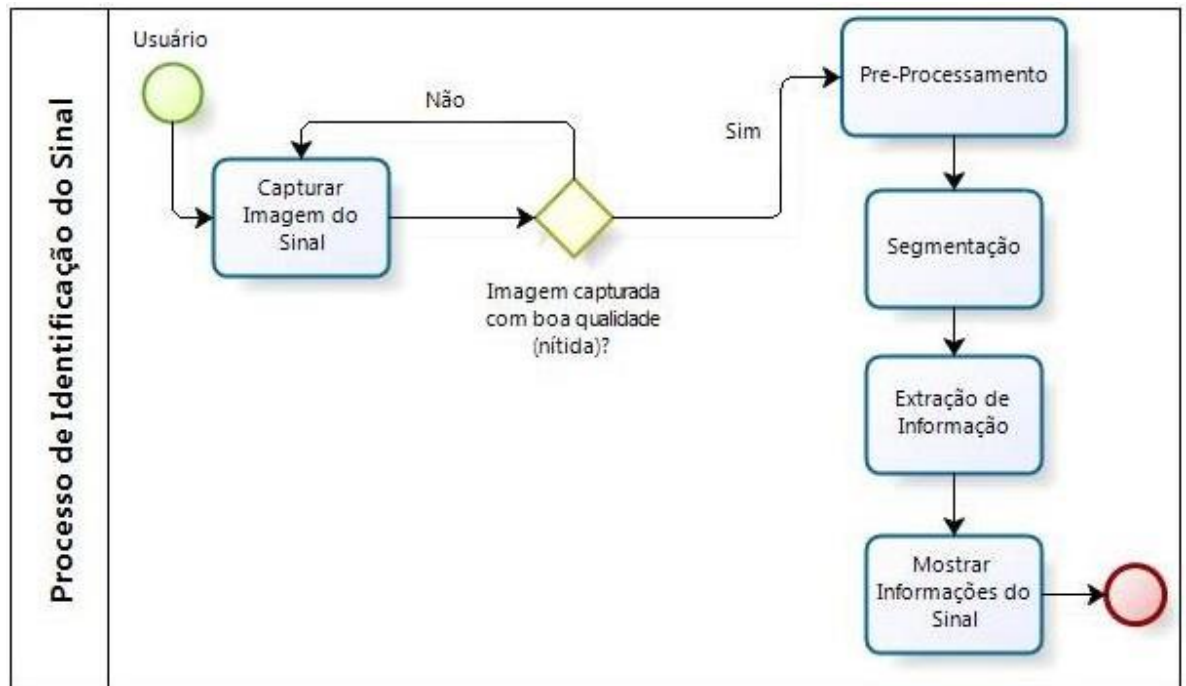 Processo de Identificação do Sinal
Usuário
Não
Capturar
Imagem do
Sinal
Imagem capturada
com boa qualidade
(nítida)?
Sim
Pre-Processamento
Segmentação
Extração de
Informação
Mostrar
Informações do
Sinal